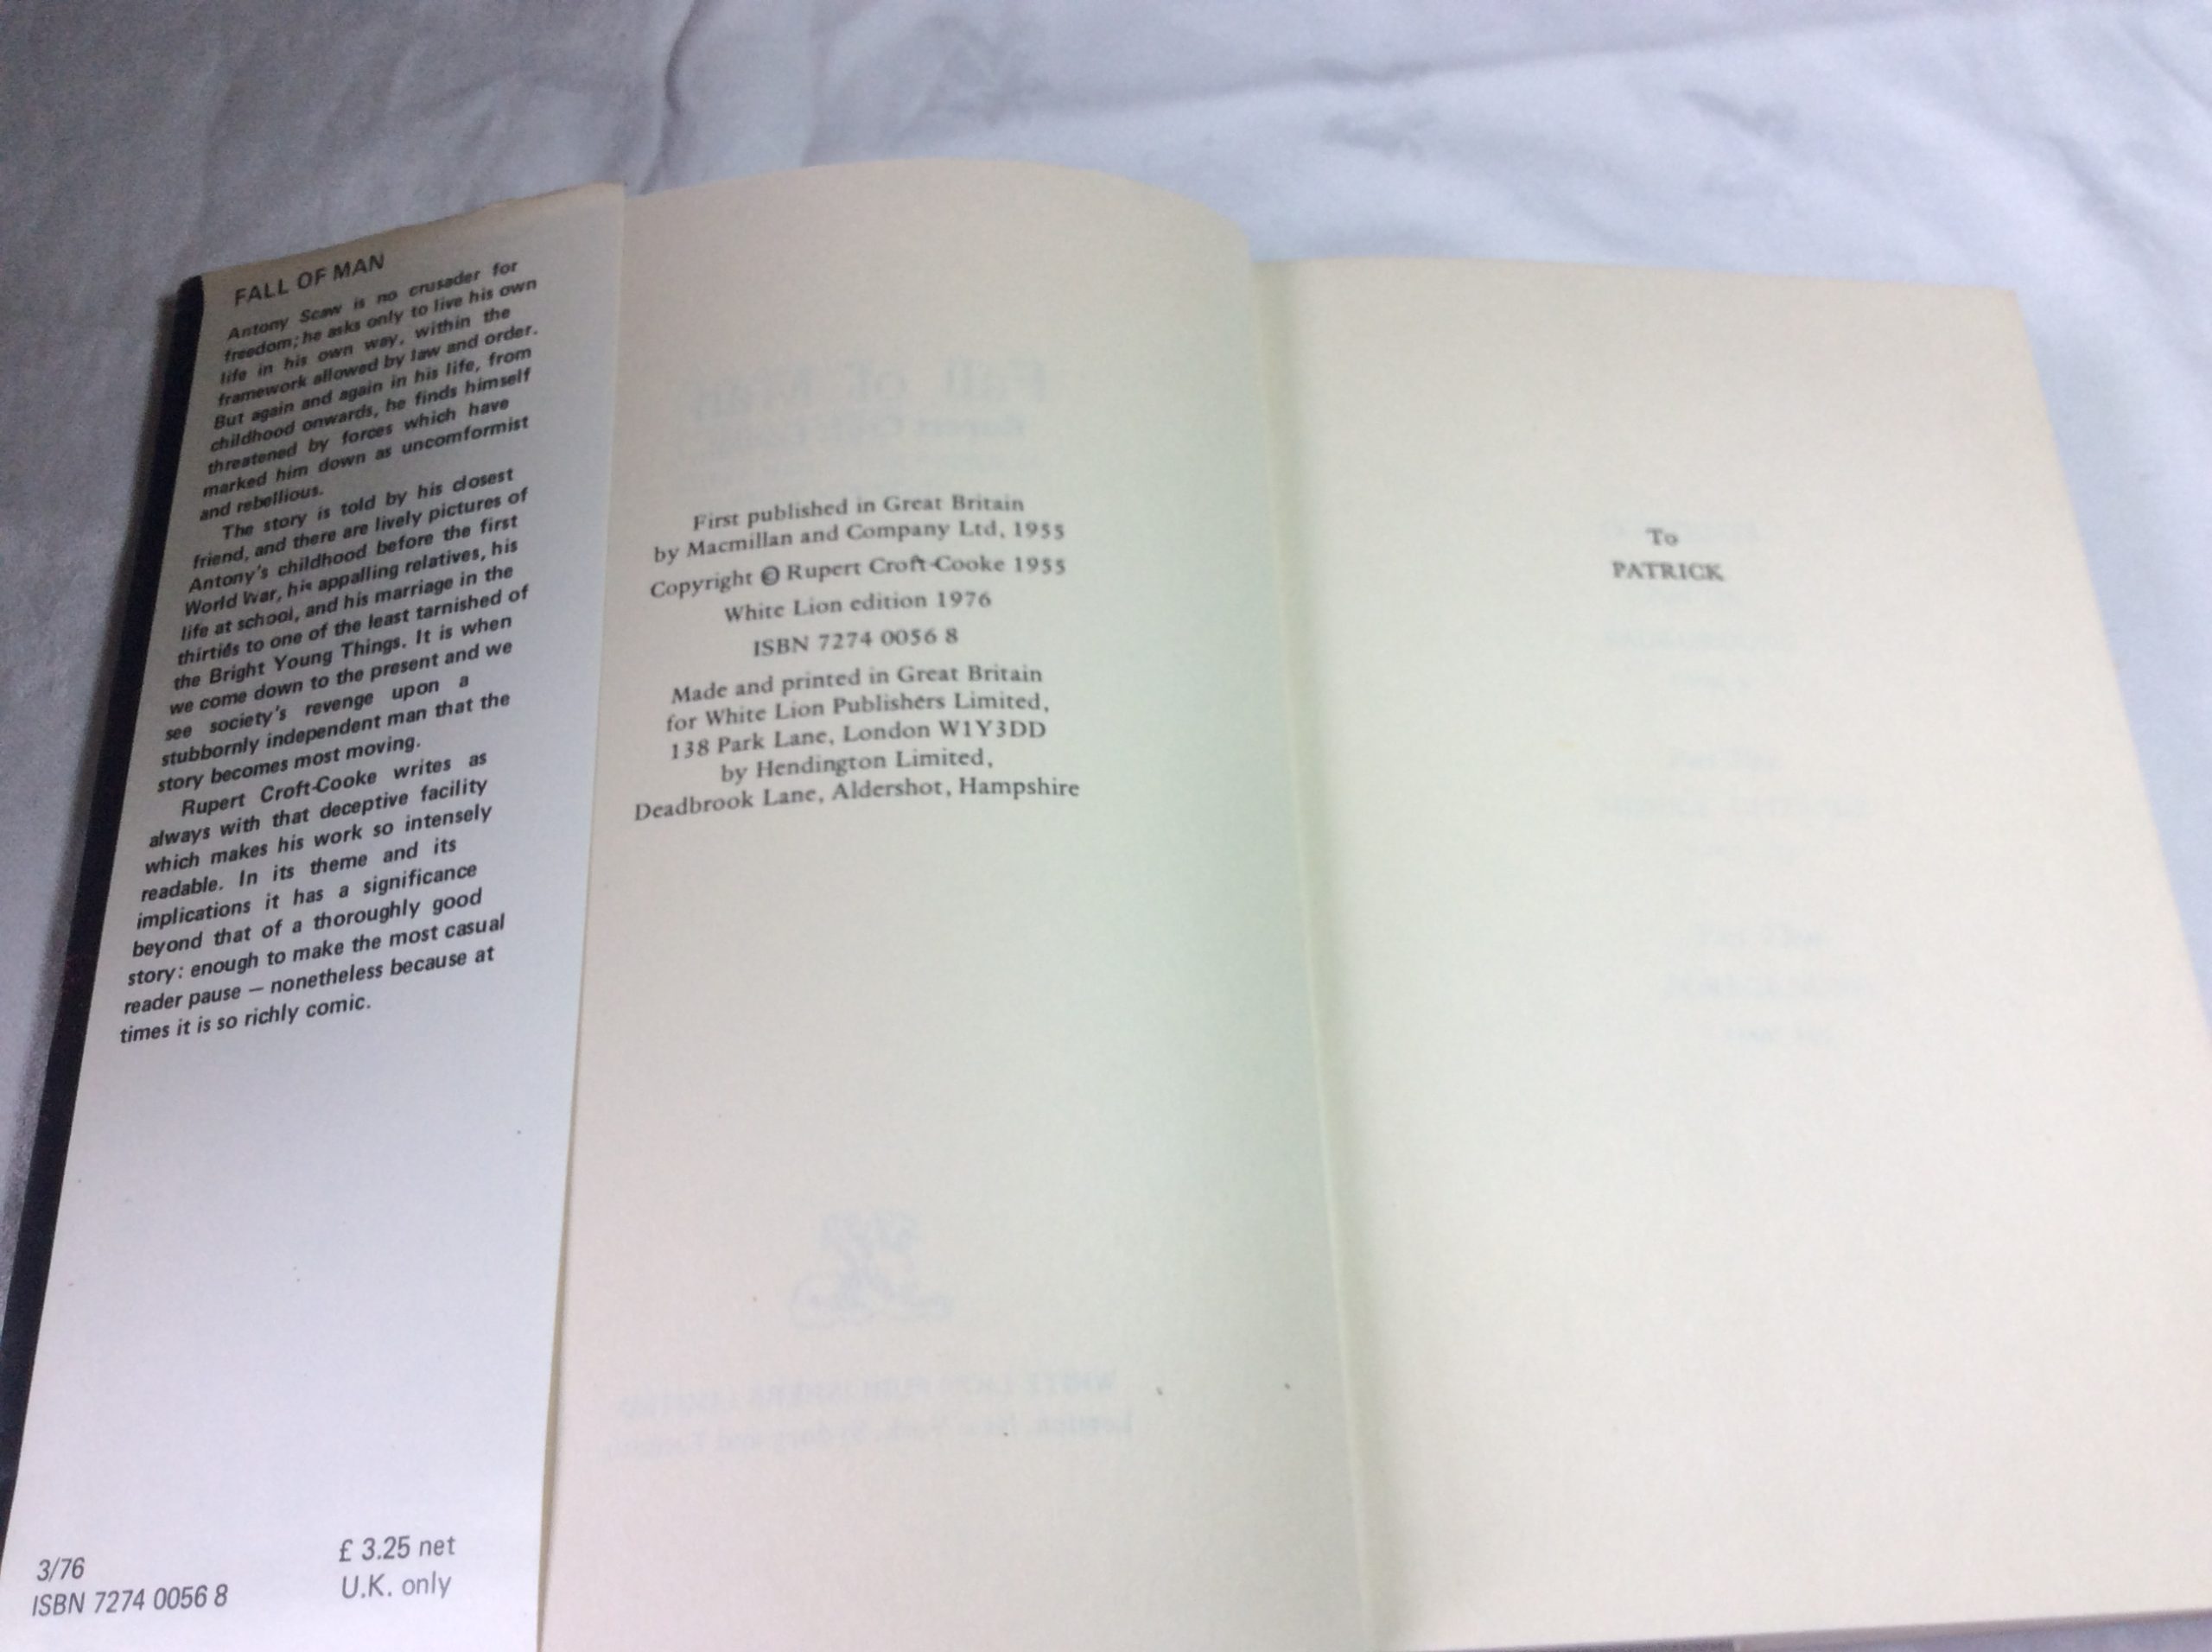 FALL OF MAN
Antony Scaw is no crusader for
freedom; he asks only to live his own
life in his own way, within the
framework allowed by law and order.
But again and again in his life, from
childhood onwards, he finds himself
threatened by forces which have
marked him down as uncomformist
and rebellious.
The story is told by his closest
friend, and there are lively pictures of
Antony's childhood before the first
World War, his appalling relatives, his
life at school, and his marriage in the
thirties to one of the least tarnished of
the Bright Young Things. It is when
we come down to the present and we
see society's revenge upon a
stubbornly independent man that the
story becomes most moving.
Rupert Croft-Cooke writes as
always with that deceptive facility
which makes his work so intensely
readable. In its theme and its
implications it has a significance
beyond that of a thoroughly good
story: enough to make the most casual
reader pause — nonetheless because at
times it is so richly comic.
3/76
ISBN 7274 0056 8
£ 3.25 net
U.K. only
First published in Great Britain
by Macmillan and Company Ltd, 1955
Copyright © Rupert Croft-Cooke 1955
White Lion edition 1976
ISBN 7274 0056 8
Made and printed in Great Britain
for White Lion Publishers Limited,
138 Park Lane, London W1Y3DD
by Hendington Limited,
Deadbrook Lane, Aldershot, Hampshire
To
PATRICK